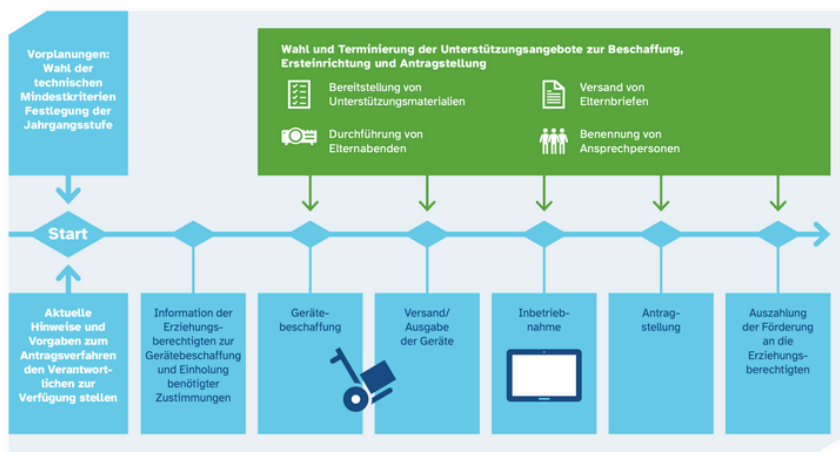 Vorplanungen:
Wahl der
technischen
Mindestkriterien
Festlegung der
Jahrgangsstufe
Wahl und Terminierung der Unterstützungsangebote zur Beschaffung,
Ersteinrichtung und Antragstellung
Bereitstellung von
Unterstützungsmaterialien
Versand von
Elternbriefen
Durchführung von
Elternabenden
Benennung von
Ansprechpersonen
Start
Aktuelle
Hinweise und
Vorgaben zum
Antragsverfahren
den Verantwort-
lichen zur
Verfügung stellen
Information der
Erziehungs-
berechtigten zur
Gerätebeschaffung
und Einholung
benötigter
Zustimmungen
Geräte-
beschaffung
Versand/
Ausgabe
der Geräte
Inbetrieb-
nahme
Antrag-
stellung
Auszahlung
der Förderung
an die
Erziehungs-
berechtigten